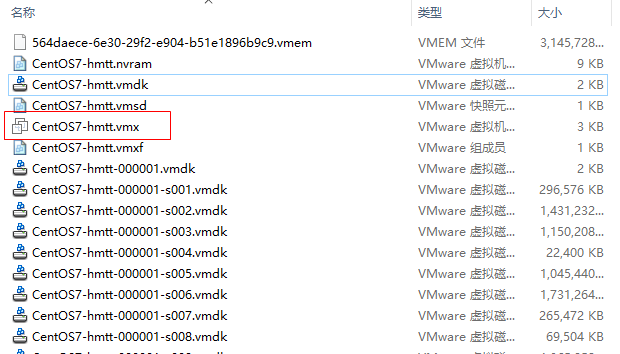 名称 类型 大小
564daece-6e30-29f2-e904-b51e1896b9c9.vmem VMEM 文件 3,145,728...
CentOS7-hmtt.nvram VMware 虚拟机... 9 KB
CentOS7-hmtt.vmdk VMware 虚拟磁... 2 KB
CentOS7-hmtt.vmsd VMware 快照元... 1 KB
CentOS7-hmtt.vmx VMware 虚拟机... 3 KB
CentOS7-hmtt.vmxf VMware 组成员 1 KB
CentOS7-hmtt-000001.vmdk VMware 虚拟磁... 2 KB
CentOS7-hmtt-000001-s001.vmdk VMware 虚拟磁... 296,576 KB
CentOS7-hmtt-000001-s002.vmdk VMware 虚拟磁... 1,431,232...
CentOS7-hmtt-000001-s003.vmdk VMware 虚拟磁... 1,150,208...
CentOS7-hmtt-000001-s004.vmdk VMware 虚拟磁... 22,400 KB
CentOS7-hmtt-000001-s005.vmdk VMware 虚拟磁... 1,045,440...
CentOS7-hmtt-000001-s006.vmdk VMware 虚拟磁... 1,731,264...
CentOS7-hmtt-000001-s007.vmdk VMware 虚拟磁... 265,472 KB
CentOS7-hmtt-000001-s008.vmdk VMware 虚拟磁... 69,504 KB